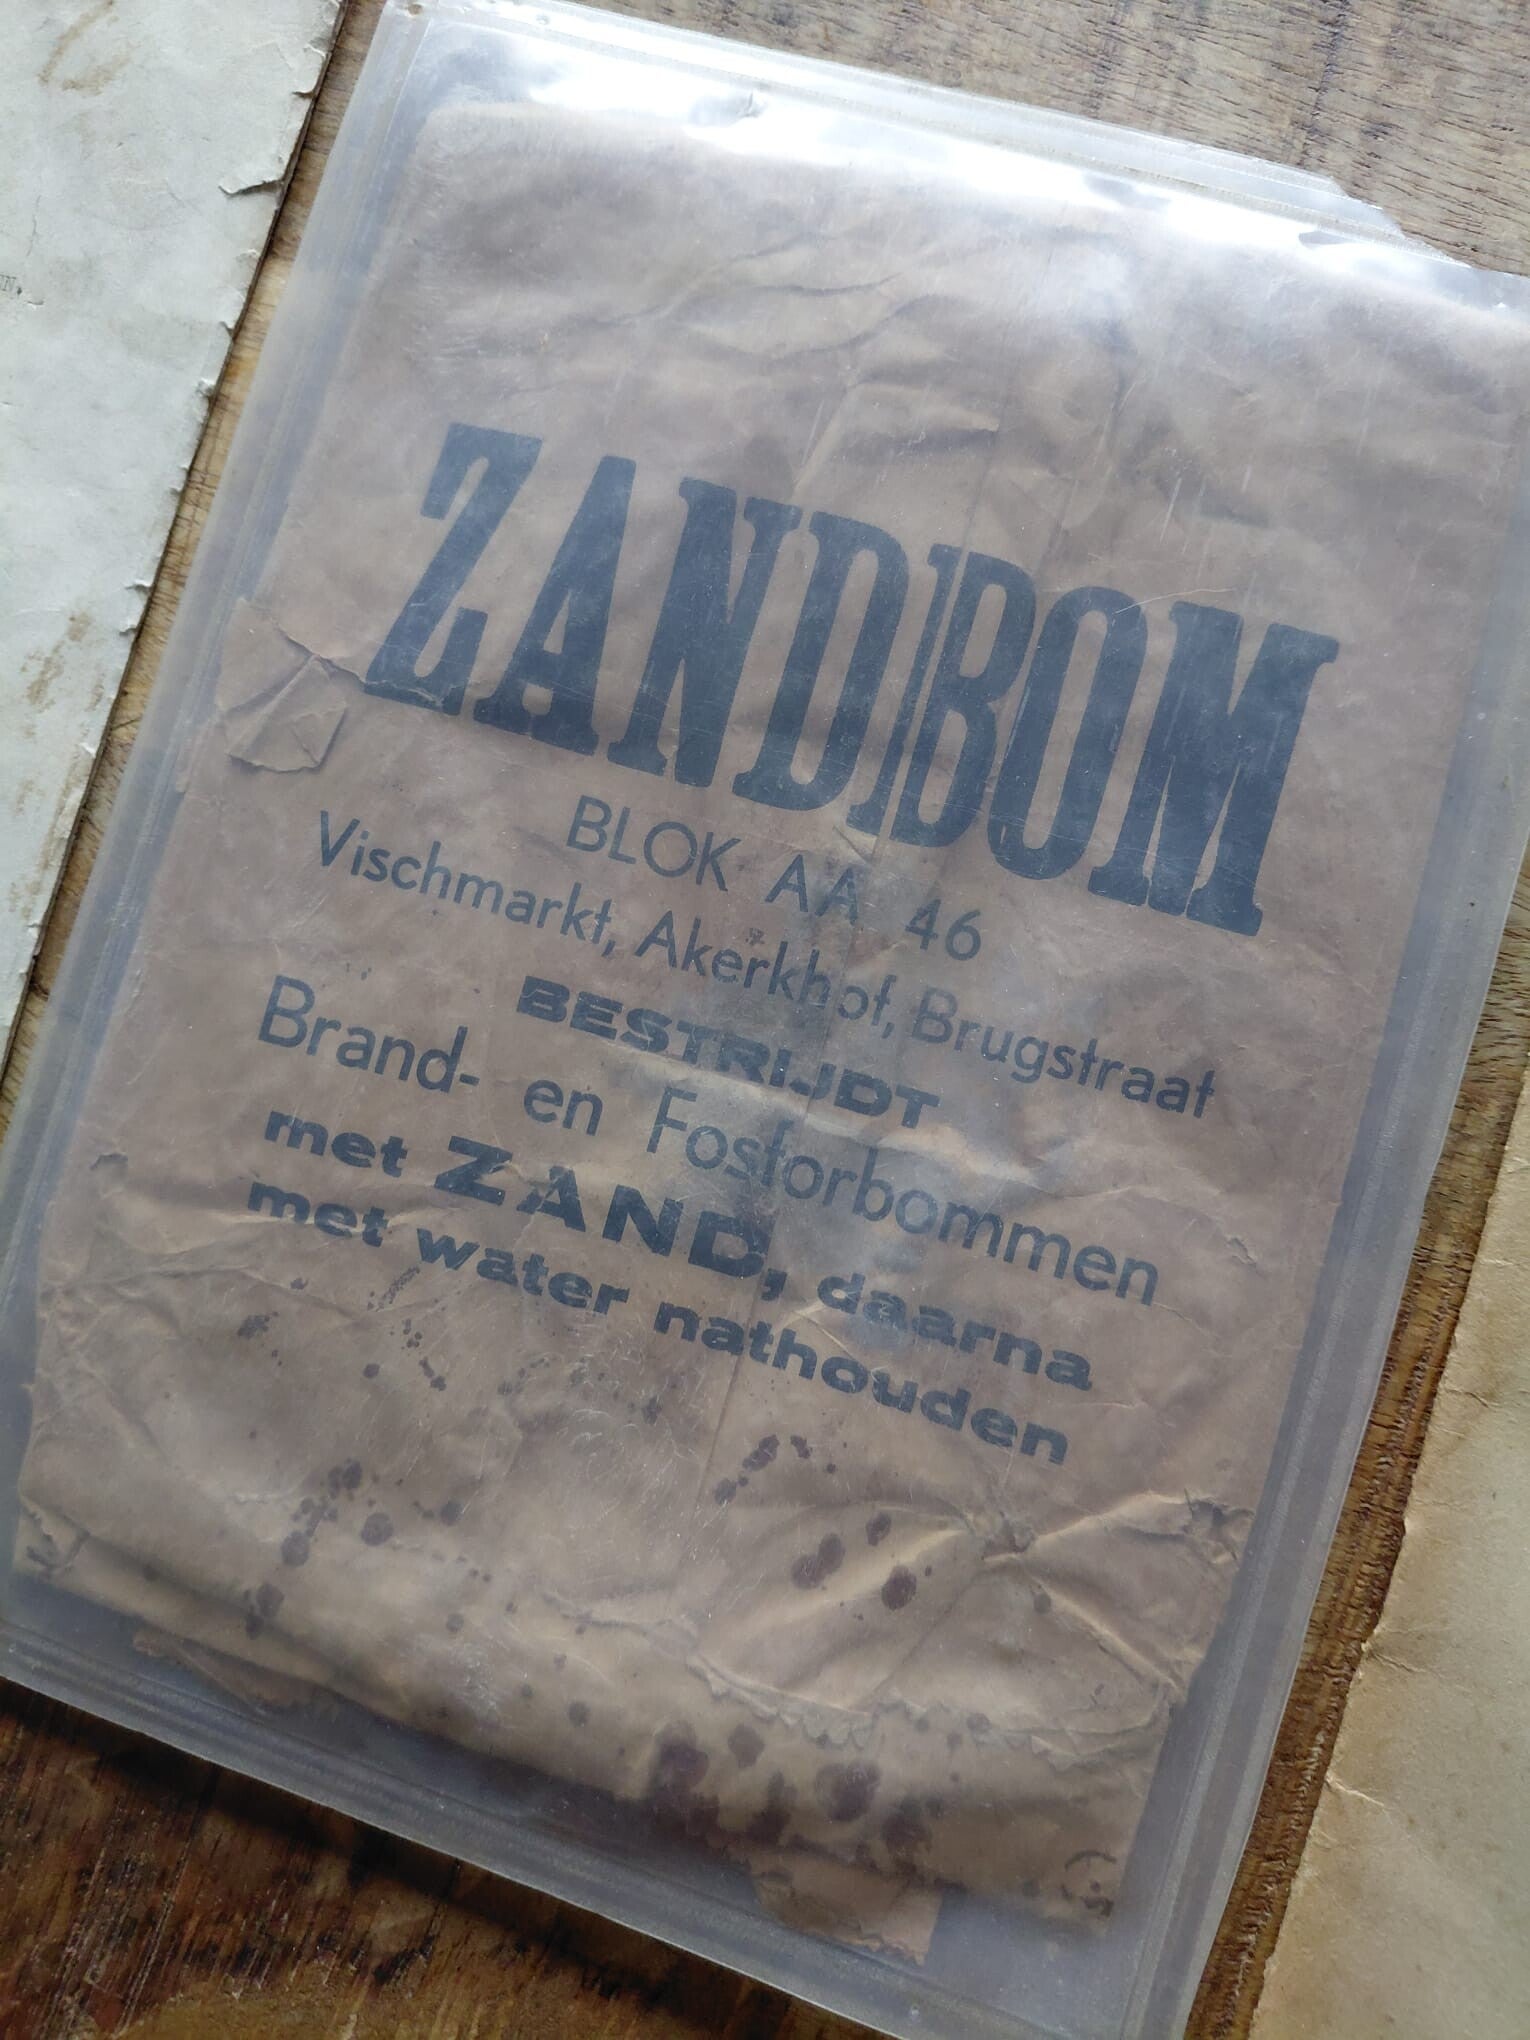 ZANDBOM
BLOK AA 46
Vischmarkt, Akerkhof, Brugstraat
BESTRIJDT
Brand- en Fosforbommen
met ZAND, daarna
met water nathouden